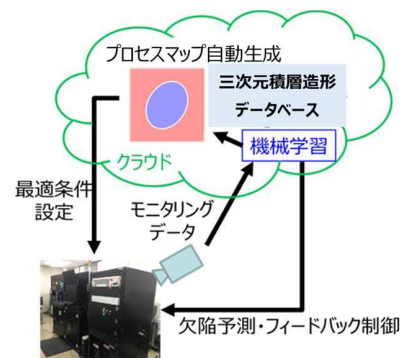 プロセスマップ自動生成
三次元積層造形
データベース
機械学習
クラウド
最適条件
設定
モニタリング
データ
欠陥予測・フィードバック制御